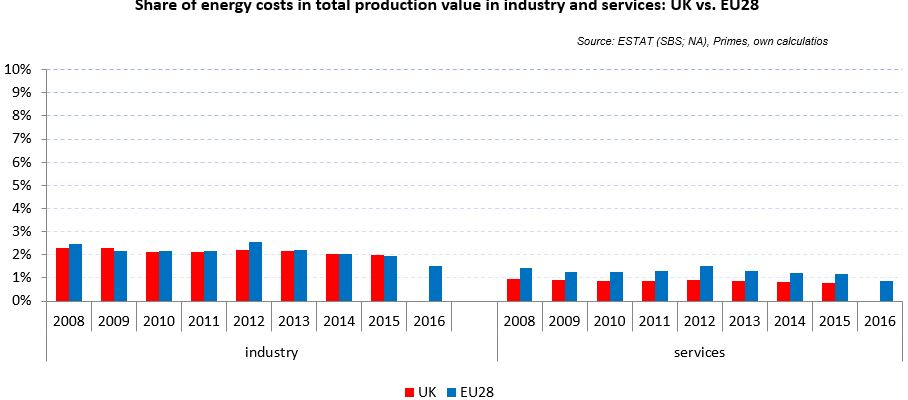 Share of energy costs in total production value in industry and services: UK vs. EU28
Source: ESTAT (SBS; NA), Primes, own calculatios
10%
9%
8%
7%
6%
5%
4%
3%
2%
1%
0%
2008 2009 2010 2011 2012 2013 2014 2015 2016 2008 2009 2010 2011 2012 2013 2014 2015 2016
industry services
UK EU28